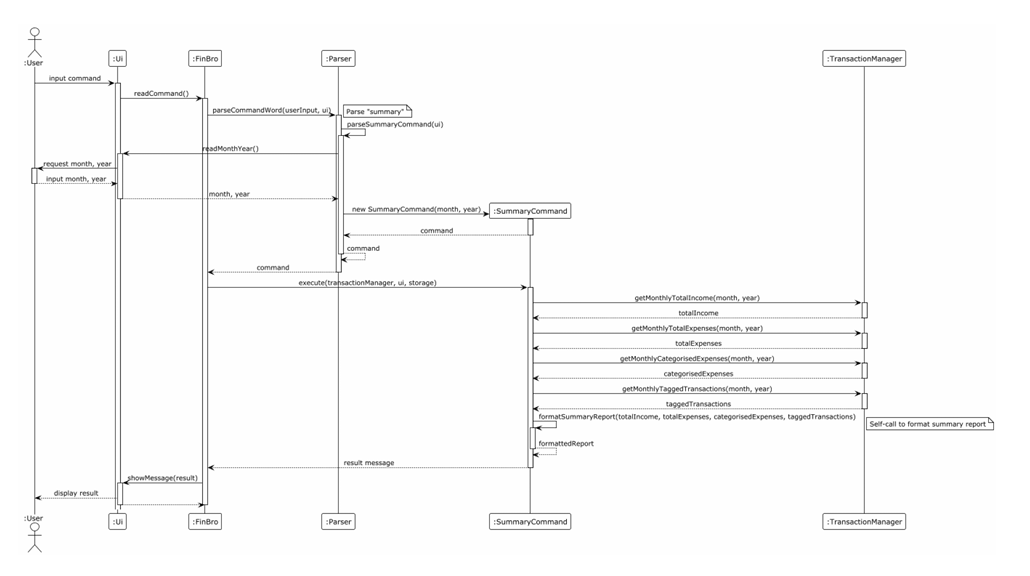 :User
:Ui
:FinBro
:Parser
:TransactionManager
input command
readCommand()
parseCommandWord(userInput, ui)
Parse "summary"
parseSummaryCommand(ui)
readMonthYear()
request month, year
input month, year
month, year
new SummaryCommand(month, year)
:SummaryCommand
command
command
command
execute(transactionManager, ui, storage)
getMonthlyTotalIncome(month, year)
totalIncome
getMonthlyTotalExpenses(month, year)
totalExpenses
getMonthlyCategorisedExpenses(month, year)
categorisedExpenses
getMonthlyTaggedTransactions(month, year)
taggedTransactions
formatSummaryReport(totalIncome, totalExpenses, categorisedExpenses, taggedTransactions)
Self-call to format summary report
formattedReport
result message
showMessage(result)
display result
:User
:Ui
:FinBro
:Parser
:SummaryCommand
:TransactionManager